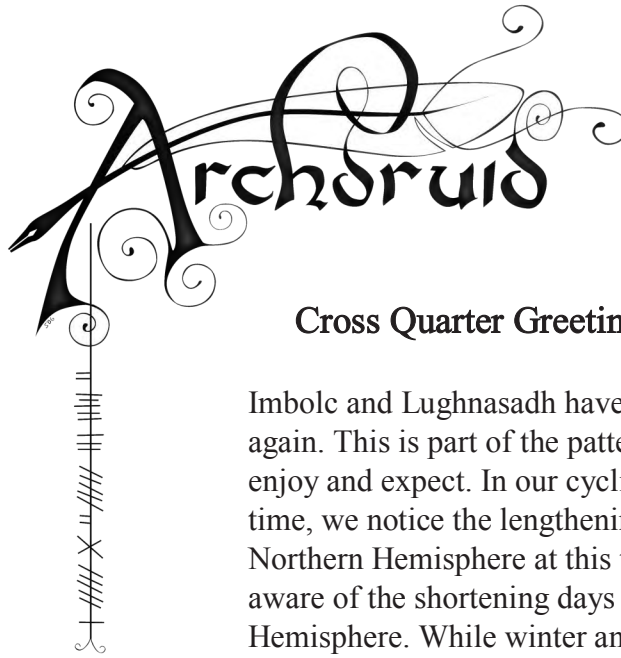 Archdruid
Cross Quarter Greetin
Imbolc and Lughnasadh have
again. This is part of the patte
enjoy and expect. In our cycli
time, we notice the lengthenin
Northern Hemisphere at this
aware of the shortening days
Hemisphere. While winter an